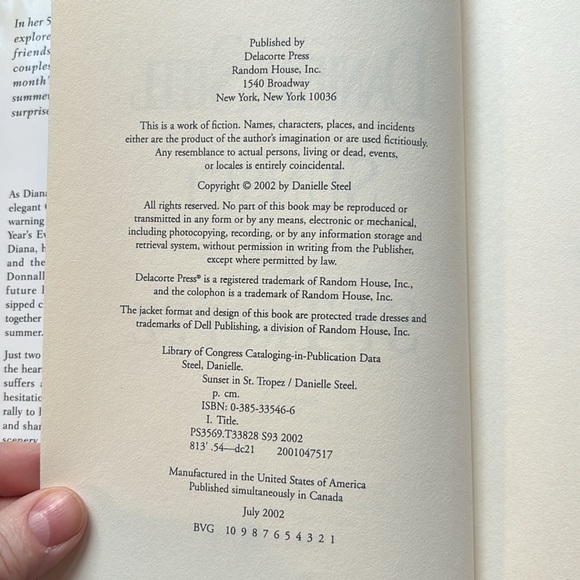 In her 5
explore
friends
couples
month'
summe
surpris
As Diana
elegant
warning
Year's Ev
Diana, h
and the
Donnall
future l
sipped c
together
summer.
Just two
the hear
suffers
hesitatio
rally to l
and shar
scenery
Published by
Delacorte Press
Random House, Inc.
1540 Broadway
New York, New York 10036
This is a work of fiction. Names, characters, places, and incidents
either are the product of the author's imagination or are used fictitiously.
Any resemblance to actual persons, living or dead, events,
or locales is entirely coincidental.
Copyright © 2002 by Danielle Steel
All rights reserved. No part of this book may be reproduced or
transmitted in any form or by any means, electronic or mechanical,
including photocopying, recording, or by any information storage and
retrieval system, without permission in writing from the Publisher,
except where permitted by law.
Delacorte Press® is a registered trademark of Random House, Inc.,
and the colophon is a trademark of Random House, Inc.
The jacket format and design of this book are protected trade dresses and
trademarks of Dell Publishing, a division of Random House, Inc.
Library of Congress Cataloging-in-Publication Data
Steel, Danielle.
Sunset in St. Tropez / Danielle Steel.
p. cm.
ISBN: 0-385-33546-6
I. Title.
PS3569.T33828 S93 2002
813' .54—dc21 2001047517
Manufactured in the United States of America
Published simultaneously in Canada
July 2002
BVG 10 9 8 7 6 5 4 3 2 1